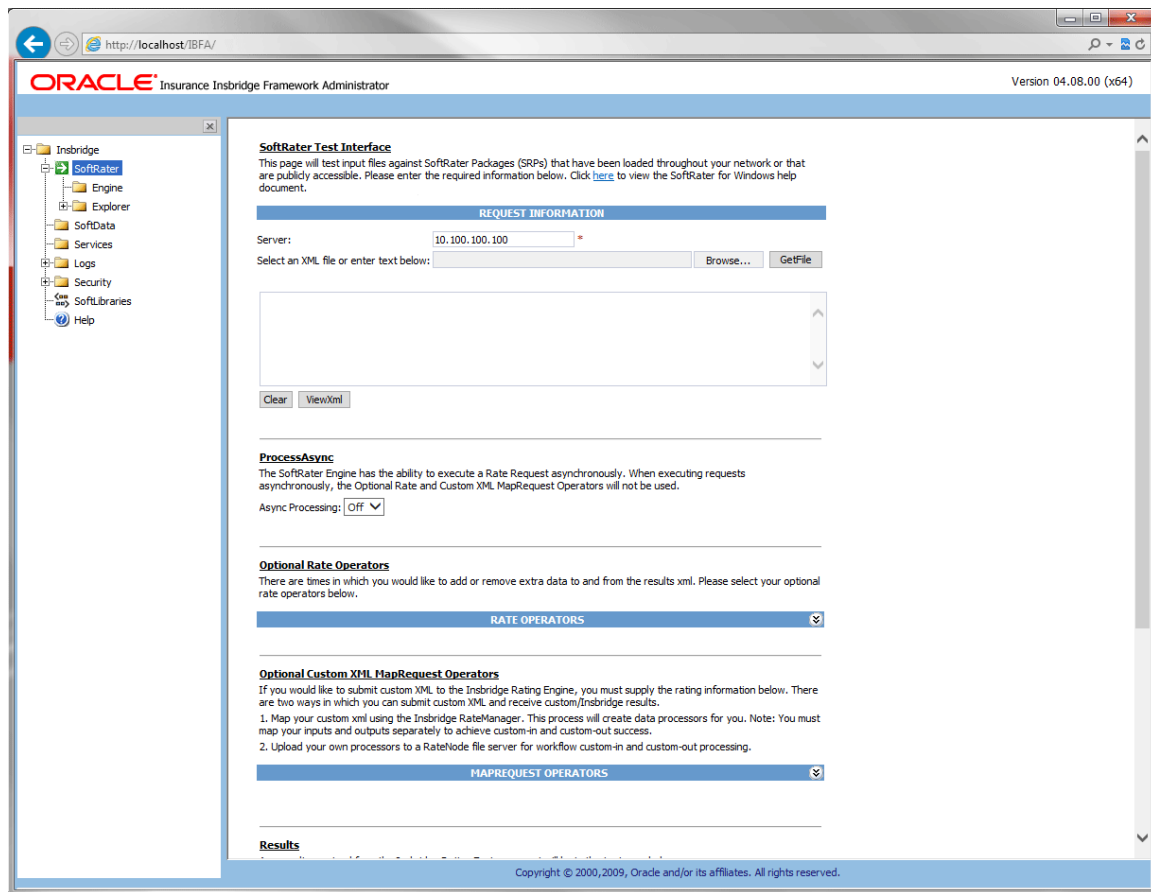 http://localhost/IBFA/
ORACLE® Insurance Insbridge Framework Administrator
Version 04.08.00 (x64)
Insbridge
SoftRater
Engine
Explorer
SoftData
Services
Logs
Security
SoftLibraries
Help
SoftRater Test Interface
This page will test input files against SoftRater Packages (SRPs) that have been loaded throughout your network or that
are publicly accessible. Please enter the required information below. Click here to view the SoftRater for Windows help
document.
REQUEST INFORMATION
Server: 10.100.100.100 *
Select an XML file or enter text below: Browse... GetFile
Clear ViewXml
ProcessAsync
The SoftRater Engine has the ability to execute a Rate Request asynchronously. When executing requests
asynchronously, the Optional Rate and Custom XML MapRequest Operators will not be used.
Async Processing: Off
Optional Rate Operators
There are times in which you would like to add or remove extra data to and from the results xml. Please select your optional
rate operators below.
RATE OPERATORS
Optional Custom XML MapRequest Operators
If you would like to submit custom XML to the Insbridge Rating Engine, you must supply the rating information below. There
are two ways in which you can submit custom XML and receive custom/Insbridge results.
1. Map your custom xml using the Insbridge RateManager. This process will create data processors for you. Note: You must
map your inputs and outputs separately to achieve custom-in and custom-out success.
2. Upload your own processors to a RateNode file server for workflow custom-in and custom-out processing.
MAPREQUEST OPERATORS
Results
Copyright © 2000,2009, Oracle and/or its affiliates. All rights reserved.